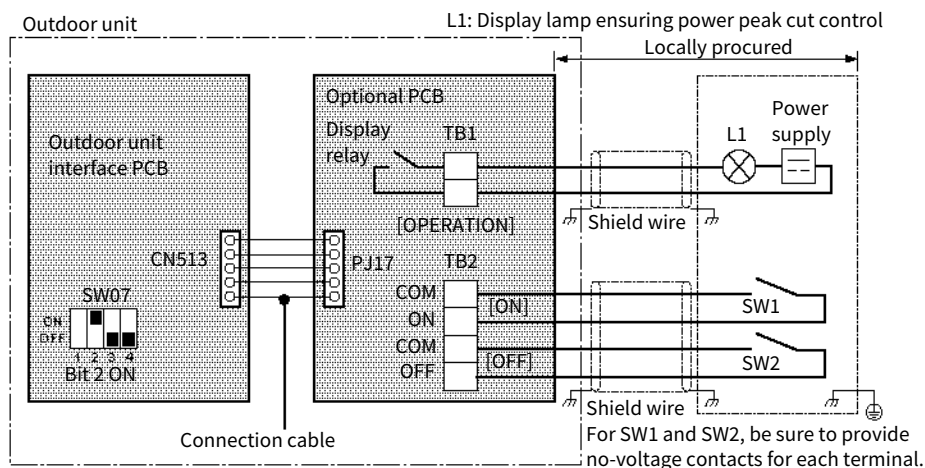 Outdoor unit
L1: Display lamp ensuring power peak cut control
Locally procured
Optional PCB
Power
supply
Display
relay
TB1
L1
Outdoor unit
interface PCB
[OPERATION]
Shield wire
CN513
PJ17
TB2
SW07
COM
[ON]
SW1
ON
ON
OFF
COM
[OFF]
SW2
OFF
1 2 3 4
Bit 2 ON
Shield wire
Connection cable
For SW1 and SW2, be sure to provide
no-voltage contacts for each terminal.